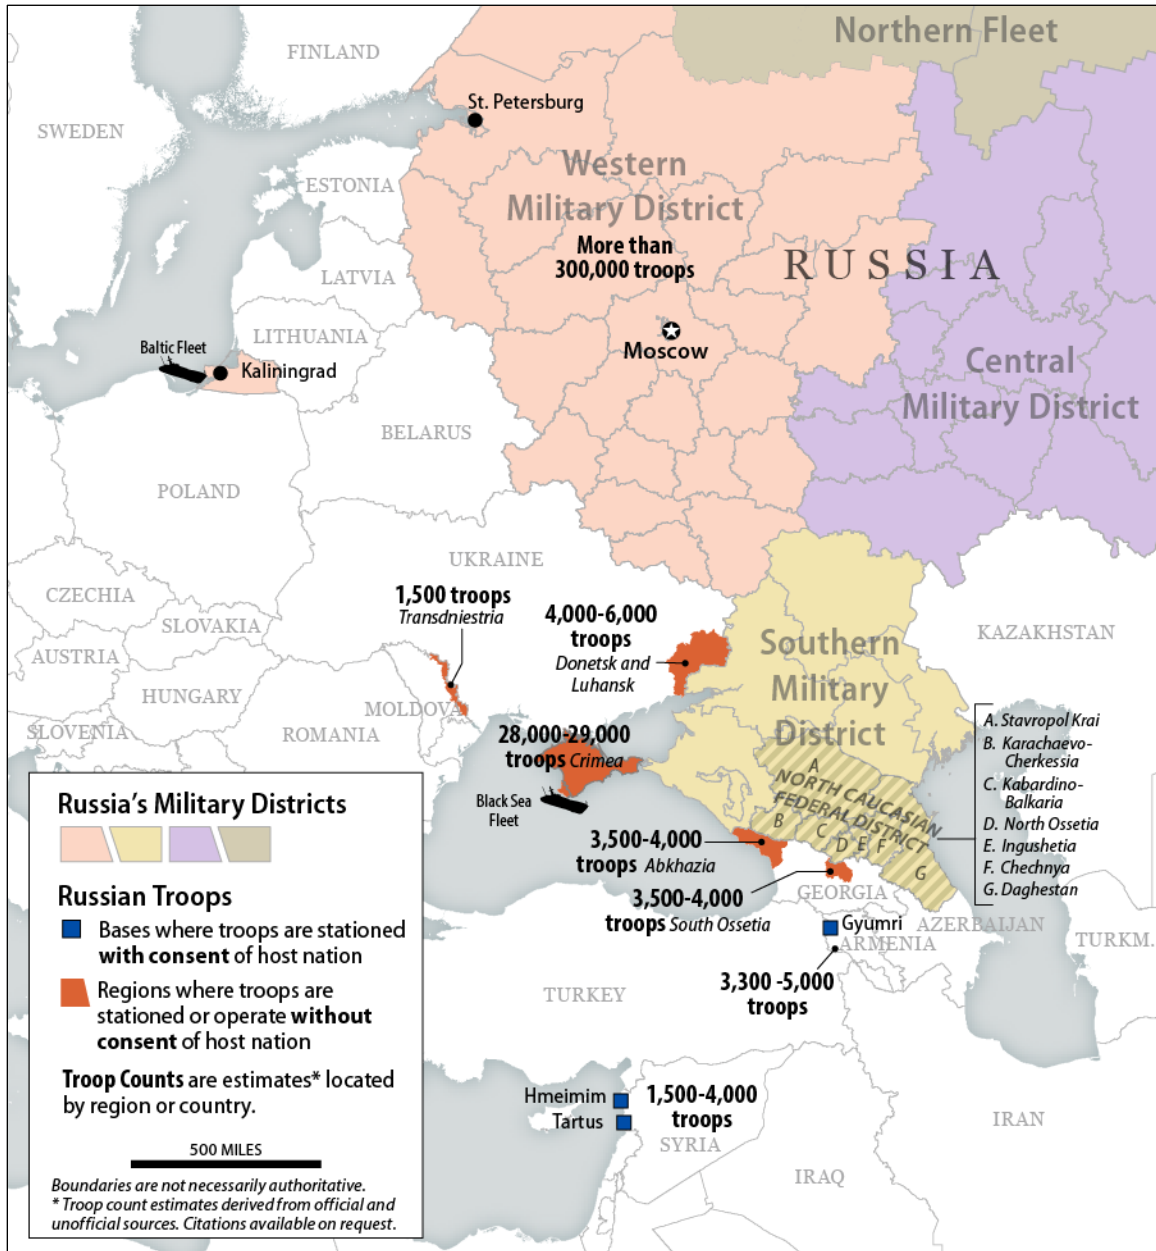 Northern Fleet
FINLAND
St. Petersburg
SWEDEN
Western
Military District
More than
300,000 troops
ESTONIA
RUSSIA
LATVIA
LITHUANIA
Moscow
Baltic Fleet
Kaliningrad
Central
Military District
BELARUS
POLAND
UKRAINE
CZECHIA
1,500 troops
Transdniestria
4,000-6,000
troops
Donetsk and
Luhansk
SLOVAKIA
AUSTRIA
KAZAKHSTAN
Southern
Military
District
HUNGARY
MOLDOVA
SLOVENIA
ROMANIA
28,000-29,000
troops Crimea
Black Sea
Fleet
A. Stavropol Krai
B. Karachaevo-
Cherkessia
C. Kabardino-
Balkaria
D. North Ossetia
E. Ingushetia
F. Chechnya
G. Daghestan
A
NORTH CAUCASIAN
FEDERAL DISTRICT
B
C
D
E
F
G
3,500-4,000
troops Abkhazia
3,500-4,000
troops South Ossetia
GEORGIA
AZERBAIJAN
Gyumri
ARMENIA
TURKM.
3,300 -5,000
troops
TURKEY
Hmeimim
Tartus
1,500-4,000
troops
SYRIA
IRAN
IRAQ
Russia's Military Districts
Russian Troops
Bases where troops are stationed
with consent of host nation
Regions where troops are
stationed or operate without
consent of host nation
Troop Counts are estimates* located
by region or country.
500 MILES
Boundaries are not necessarily authoritative.
* Troop count estimates derived from official and
unofficial sources. Citations available on request.